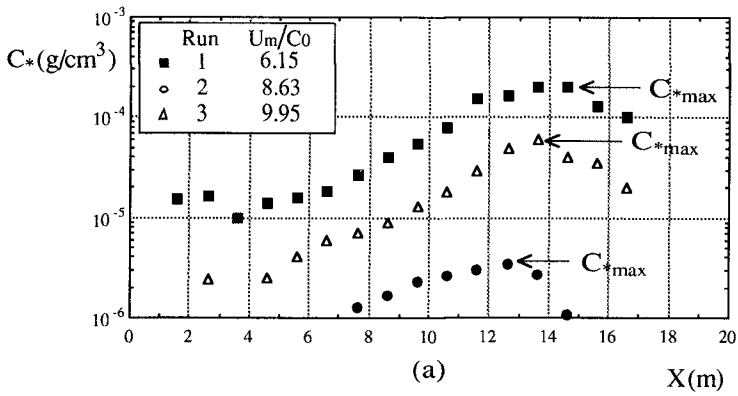 10⁻³
C*(g/cm³)
Run Uₘ/C₀
■ 1 6.15
○ 2 8.63
△ 3 9.95
C*max
10⁻⁴
C*max
10⁻⁵
C*max
10⁻⁶
0 2 4 6 8 10 12 14 16 18 20
(a)
X(m)